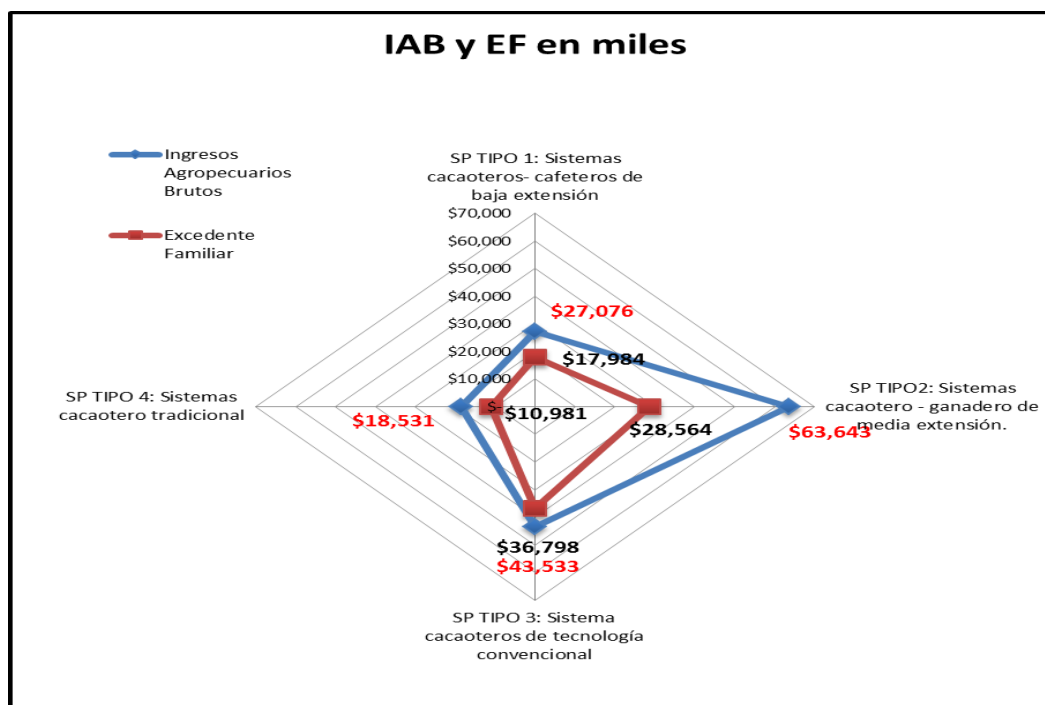 IAB y EF en miles
Ingresos
Agropecuarios
Brutos
Excedente
Familiar
SP TIPO 1: Sistemas
cacaoteros- cafeteros de
baja extensión
$70,000
$60,000
$50,000
$40,000
$30,000
$20,000
$10,000
$-
$27,076
$17,984
SP TIPO2: Sistemas
cacaotero - ganadero de
media extensión.
$28,564
$63,643
SP TIPO 4: Sistemas
cacaotero tradicional
$18,531
$10,981
$36,798
$43,533
SP TIPO 3: Sistema
cacaoteros de tecnología
convencional